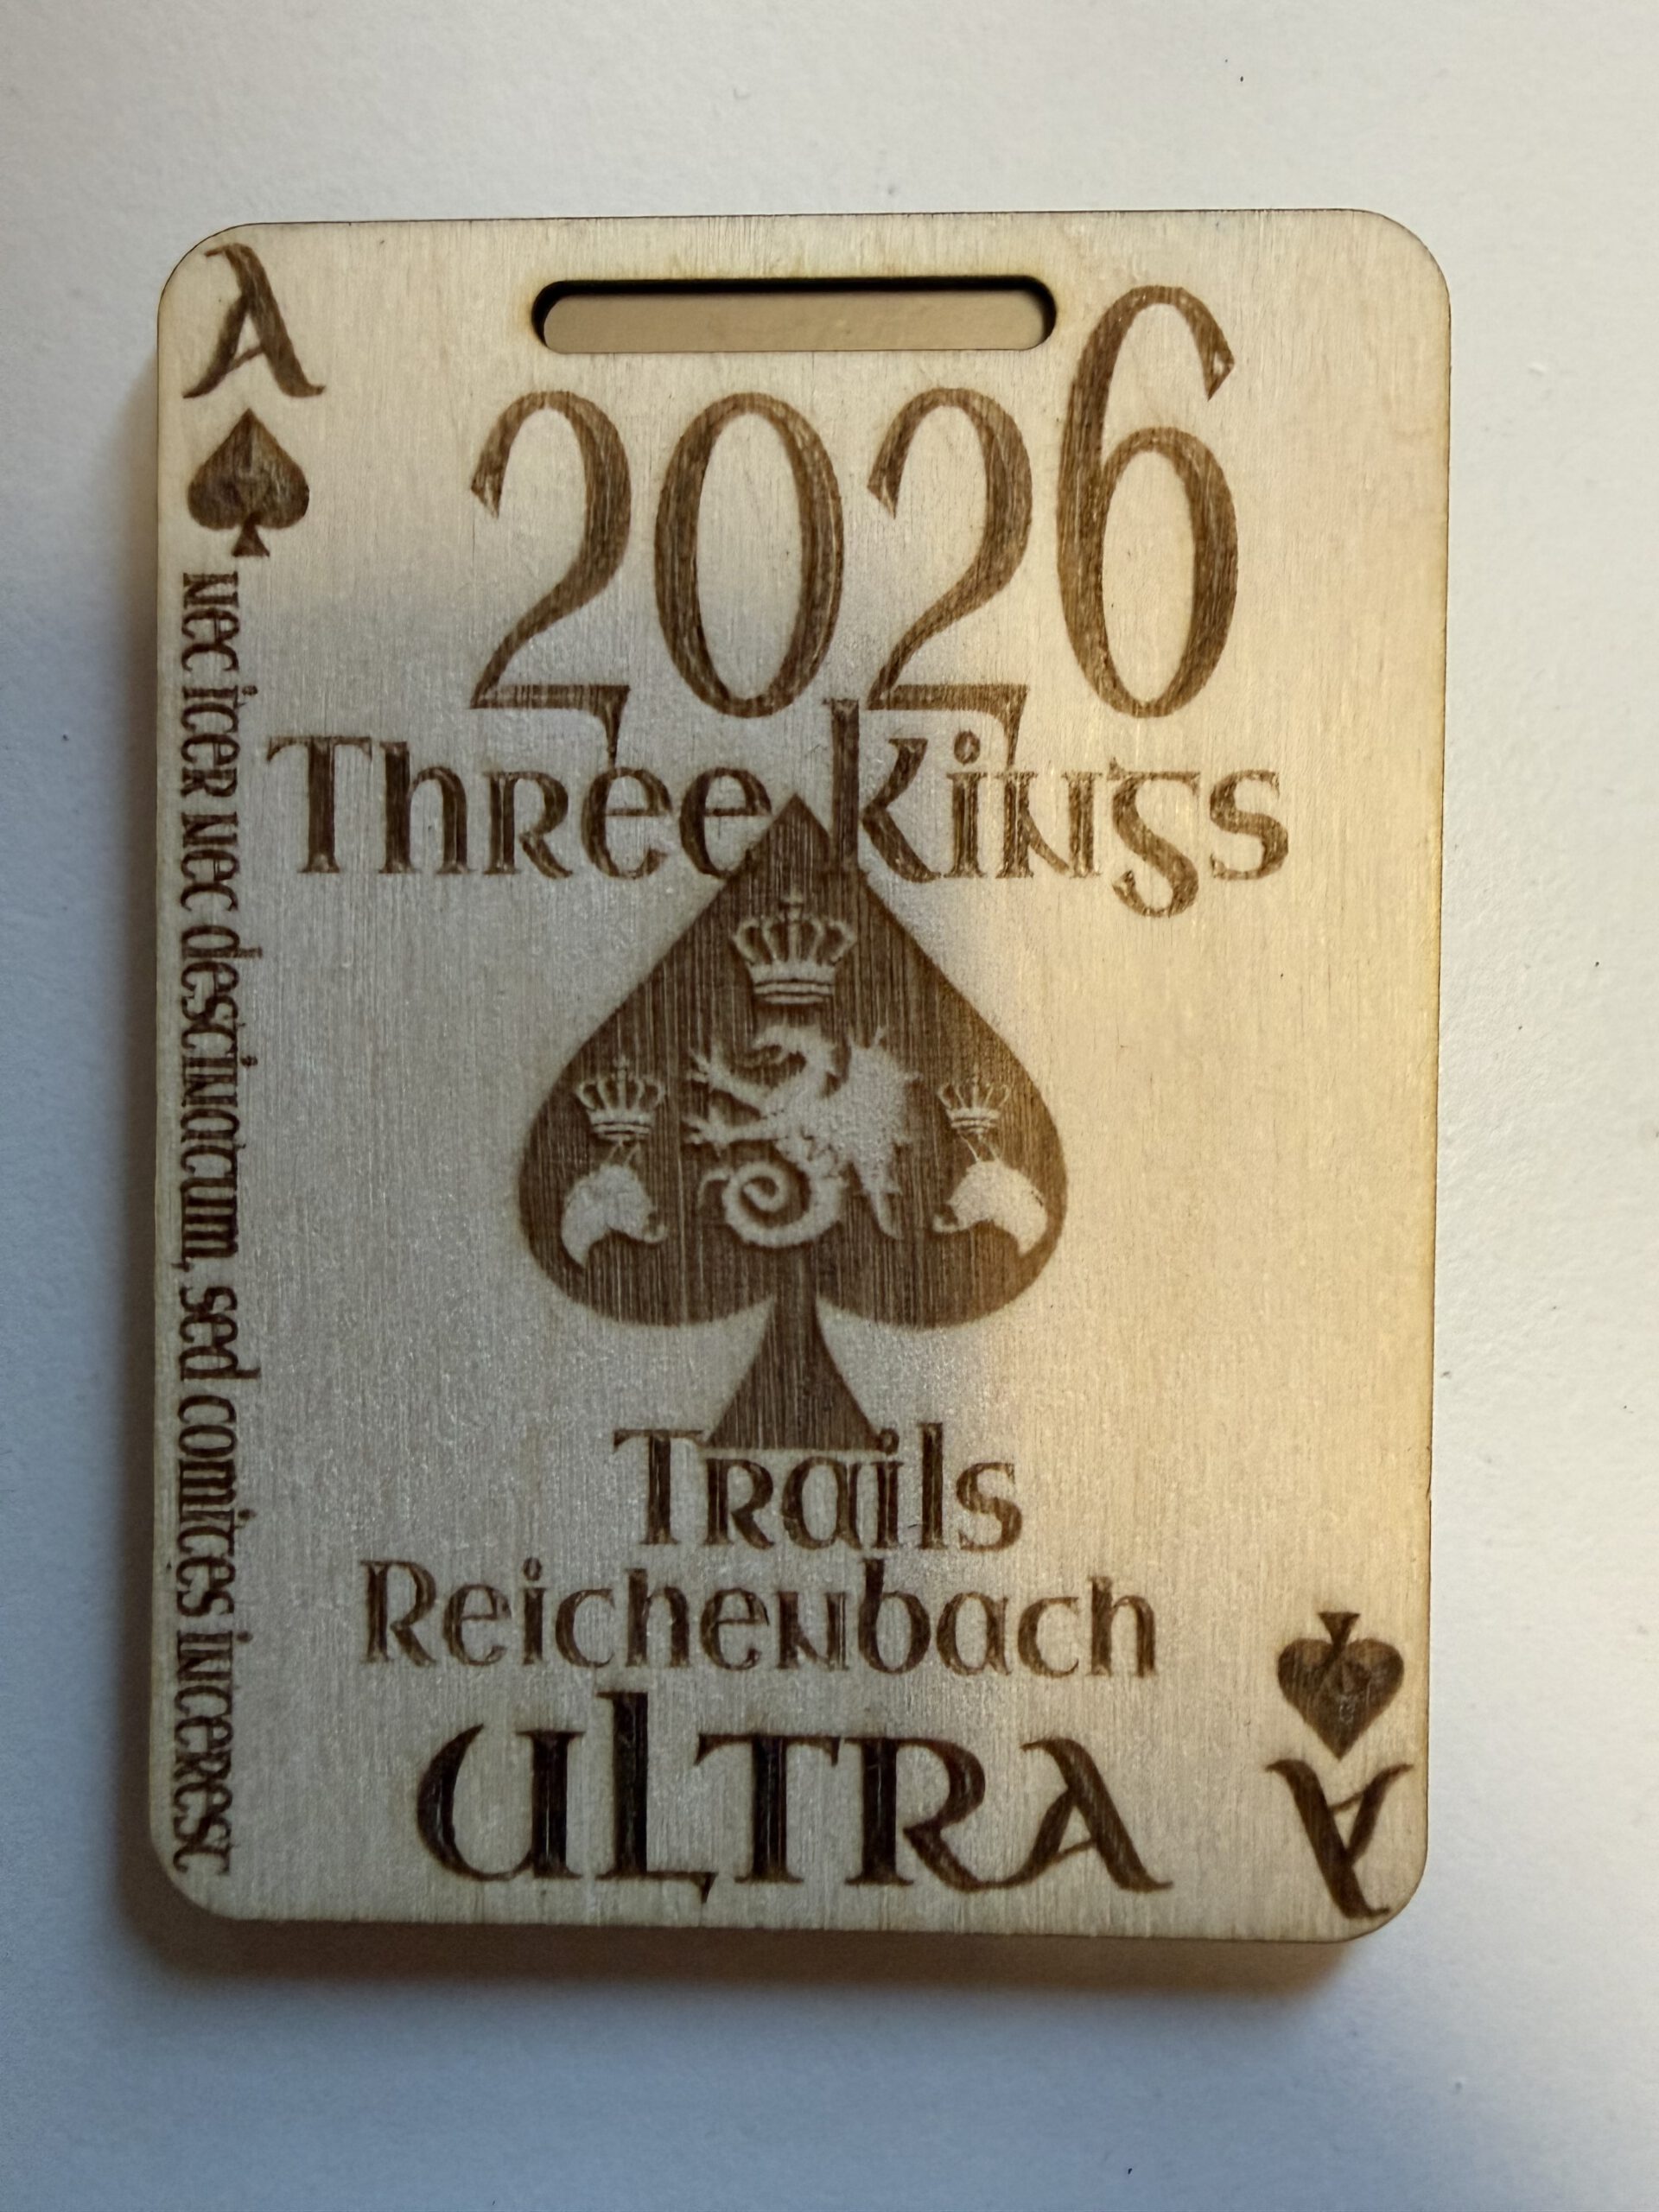 A
2026
Three Kings
Trails
Reichenbach
ULTRA
nec iter nec destinatum, sed comites interest
A